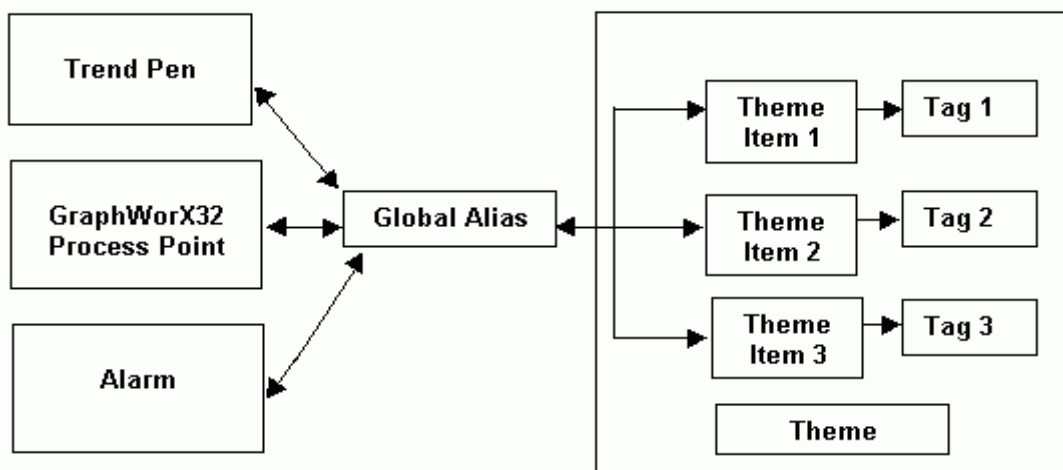 Trend Pen
GraphWorX32
Process Point
Alarm
Global Alias
Theme
Item 1
Tag 1
Theme
Item 2
Tag 2
Theme
Item 3
Tag 3
Theme